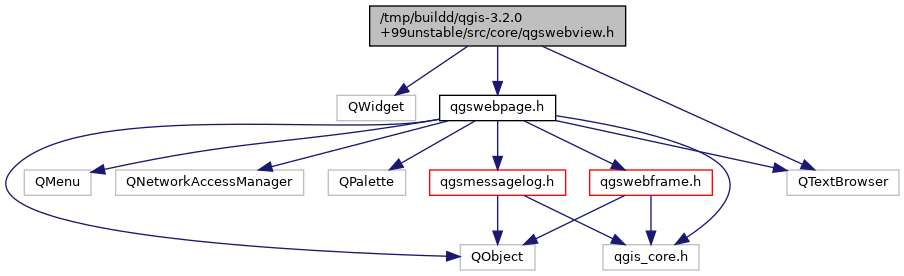 /tmp/buildd/qgis-3.2.0
+99unstable/src/core/qgswebview.h
QWidget
qgswebpage.h
QMenu
QNetworkAccessManager
QPalette
qgsmessagelog.h
qgswebframe.h
QTextBrowser
QObject
qgis_core.h